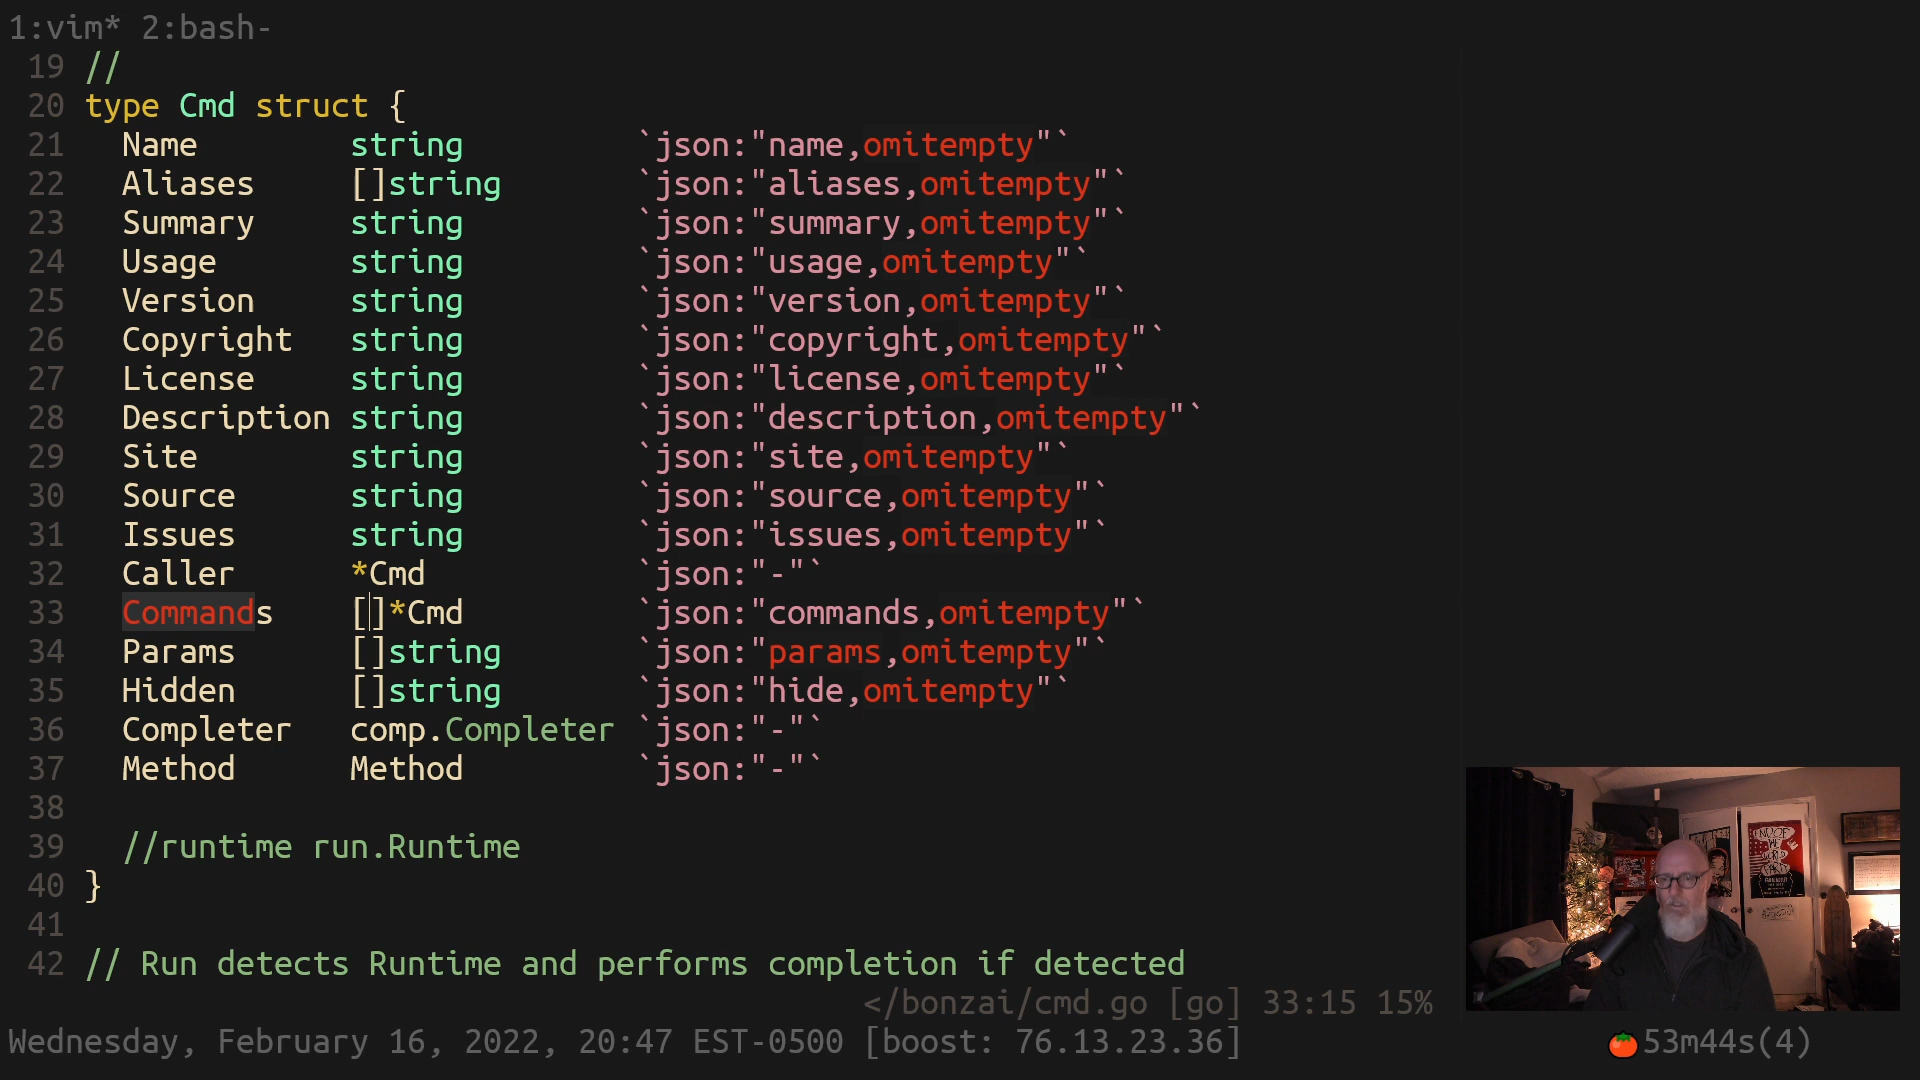 1:vim* 2:bash-
19 //
20 type Cmd struct {
21 Name string `json:"name,omitempty"`
22 Aliases []string `json:"aliases,omitempty"`
23 Summary string `json:"summary,omitempty"`
24 Usage string `json:"usage,omitempty"`
25 Version string `json:"version,omitempty"`
26 Copyright string `json:"copyright,omitempty"`
27 License string `json:"license,omitempty"`
28 Description string `json:"description,omitempty"`
29 Site string `json:"site,omitempty"`
30 Source string `json:"source,omitempty"`
31 Issues string `json:"issues,omitempty"`
32 Caller *Cmd `json:"-"`
33 Commands []*Cmd `json:"commands,omitempty"`
34 Params []string `json:"params,omitempty"`
35 Hidden []string `json:"hide,omitempty"`
36 Completer comp.Completer `json:"-"`
37 Method Method `json:"-"`
38
39 //runtime run.Runtime
40 }
41
42 // Run detects Runtime and performs completion if detected
</bonzai/cmd.go [go] 33:15 15%
Wednesday, February 16, 2022, 20:47 EST-0500 [boost: 76.13.23.36]
🍅53m44s(4)